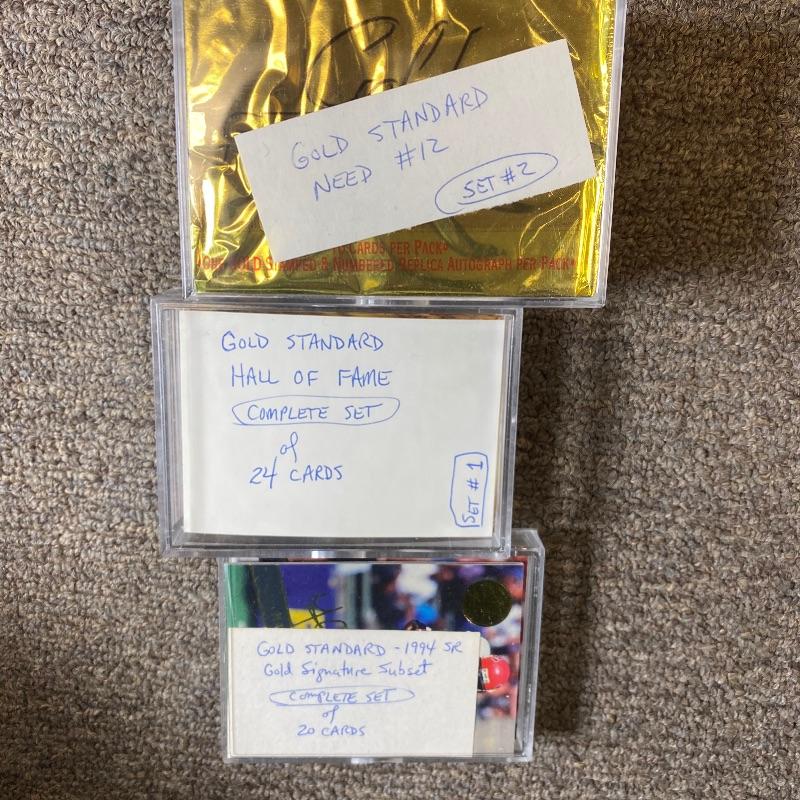 GOLD STANDARD
NEED #12
SET #2
10 CARDS PER PACK*
ONE GOLD STAMPED & NUMBERED REPLICA AUTOGRAPH PER PACK*
GOLD STANDARD
HALL OF FAME
COMPLETE SET
of
24 CARDS
SET #1
GOLD STANDARD - 1994 SR
Gold Signature Subset
COMPLETE SET
of
20 CARDS